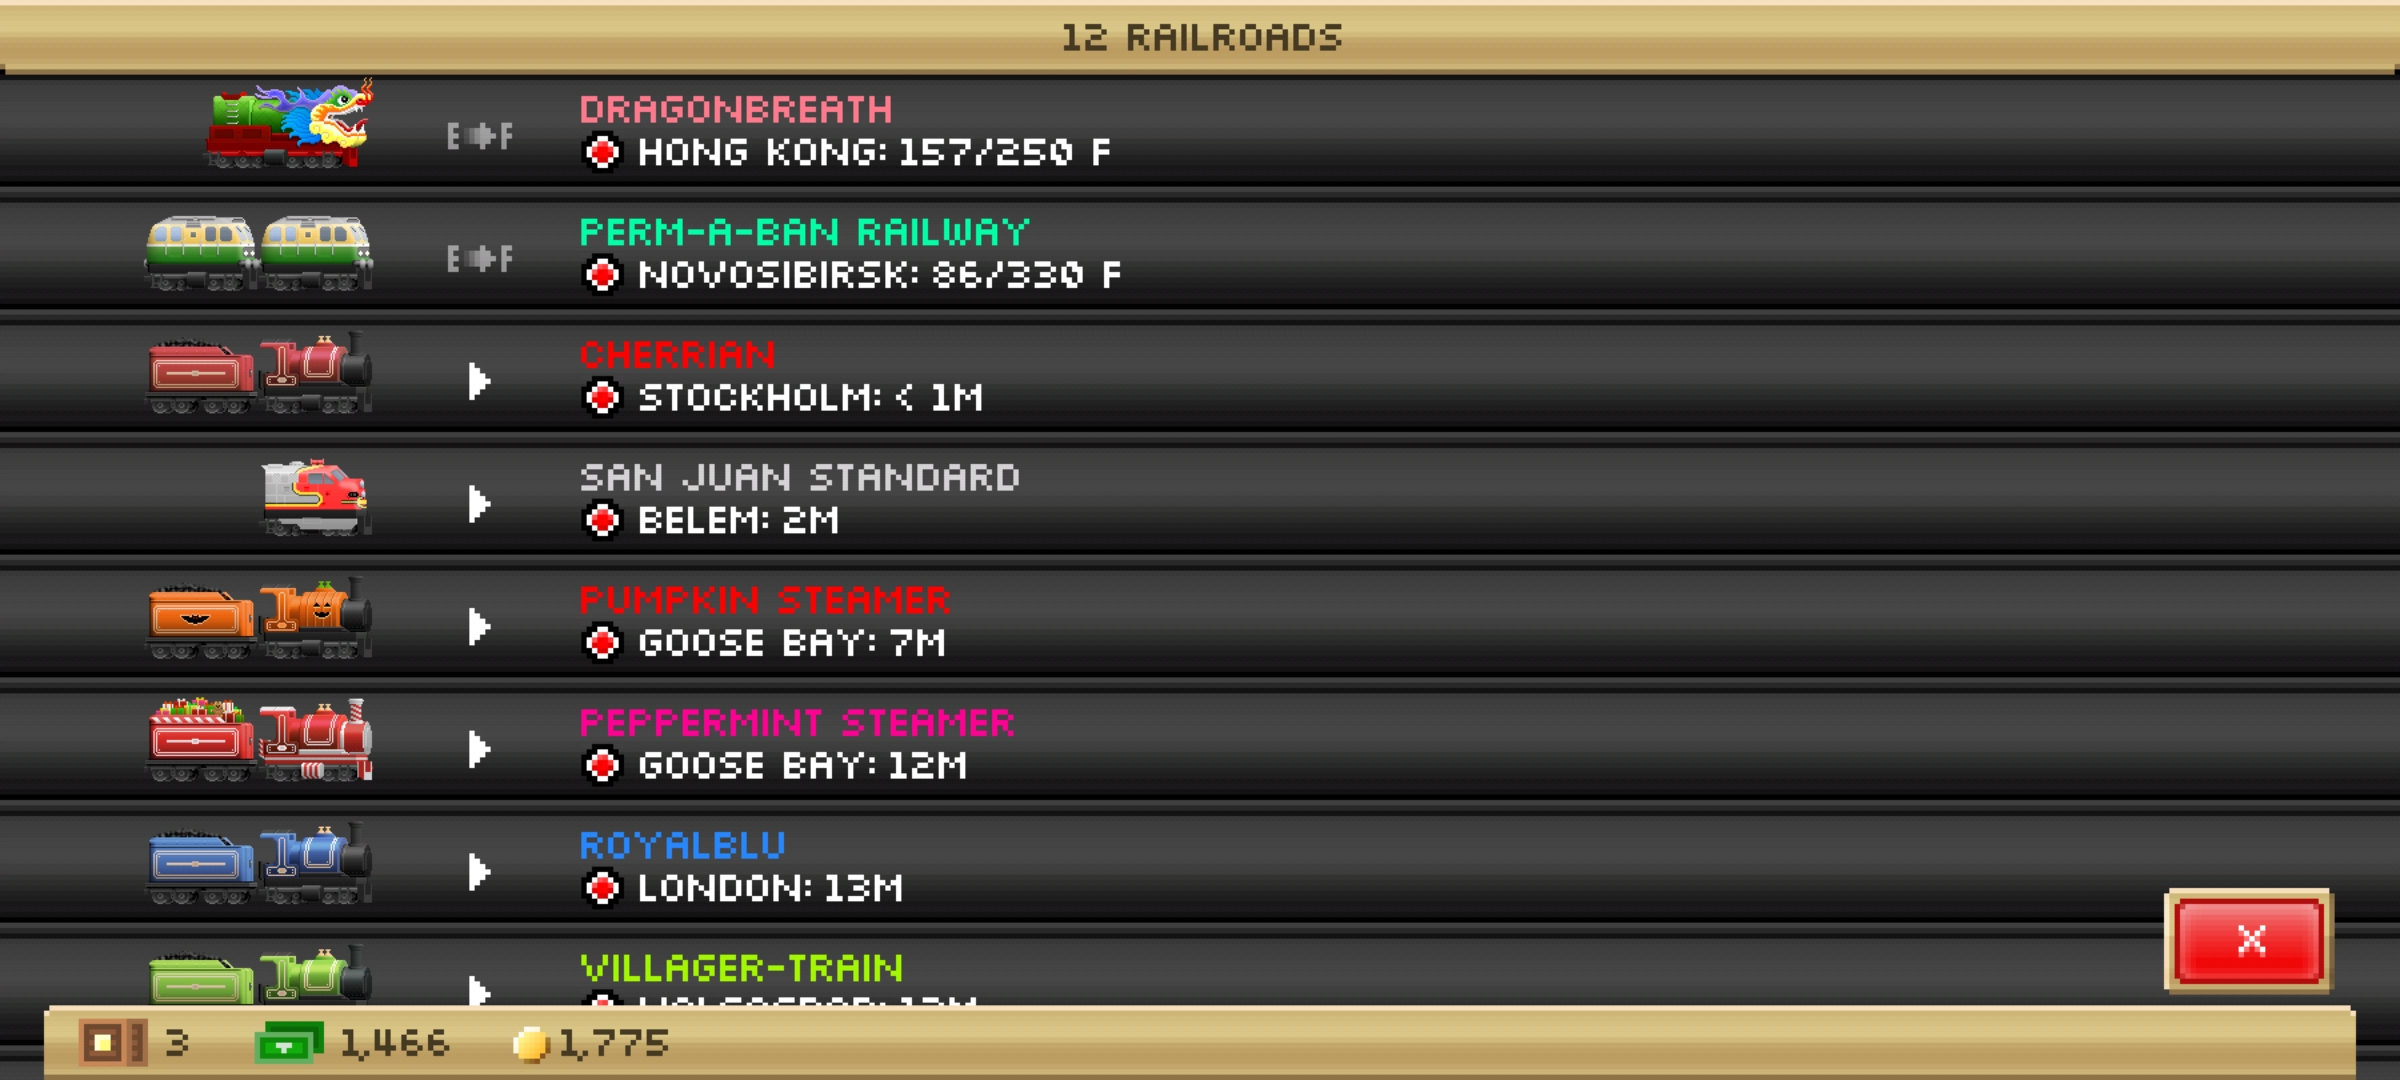 12 RAILROADS
DRAGONBREATH
E F HONG KONG: 157/250 F
PERM-A-BAN RAILWAY
E F NOVOSIBIRSK: 86/330 F
CHERRIAN
STOCKHOLM: < 1M
SAN JUAN STANDARD
BELEM: 2M
PUMPKIN STEAMER
GOOSE BAY: 7M
PEPPERMINT STEAMER
GOOSE BAY: 12M
ROYALBLU
LONDON: 13M
X
VILLAGER-TRAIN
3 1,466 1,775